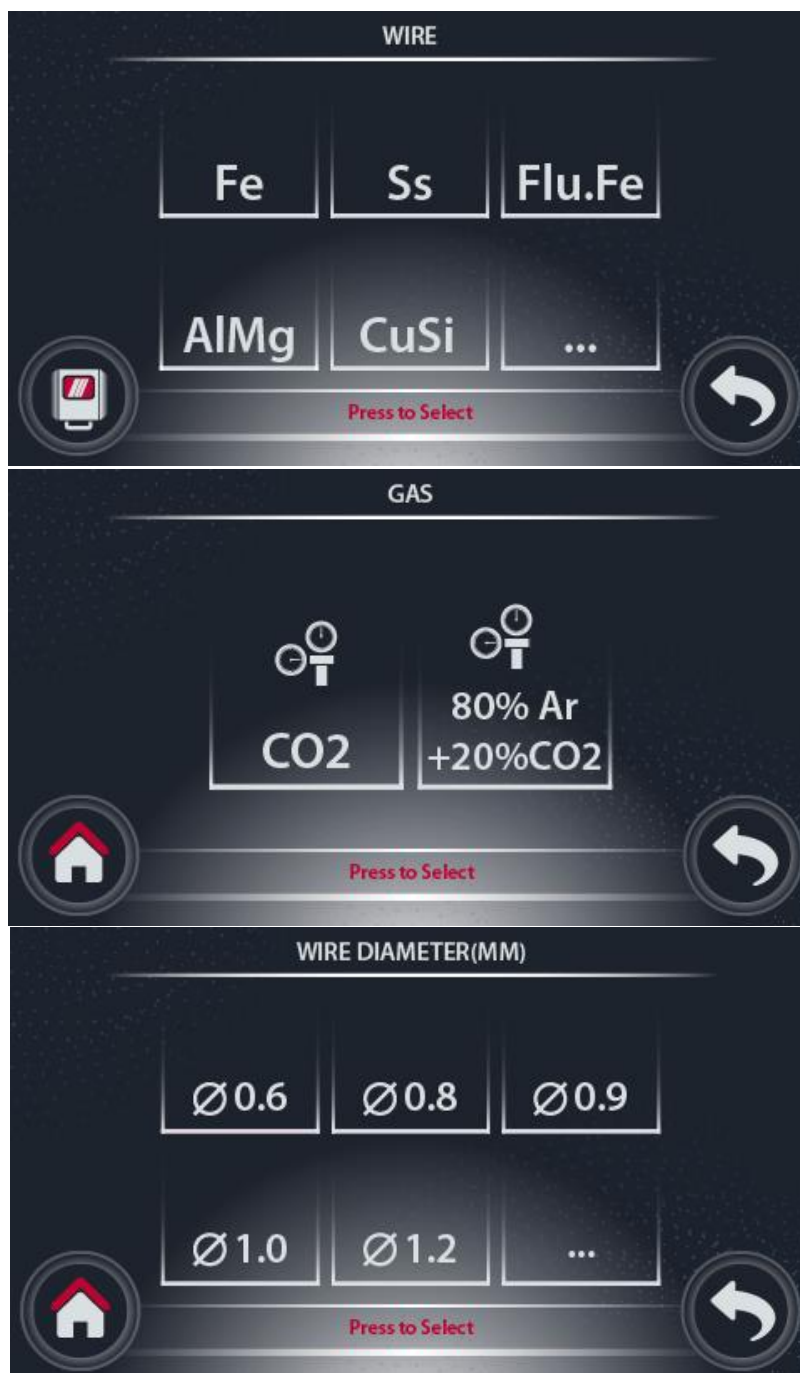 WIRE
Fe
Ss
Flu.Fe
AlMg
CuSi
...
Press to Select
GAS
CO2
80% Ar
+20%CO2
Press to Select
WIRE DIAMETER(MM)
∅0.6
∅0.8
∅0.9
∅1.0
∅1.2
...
Press to Select